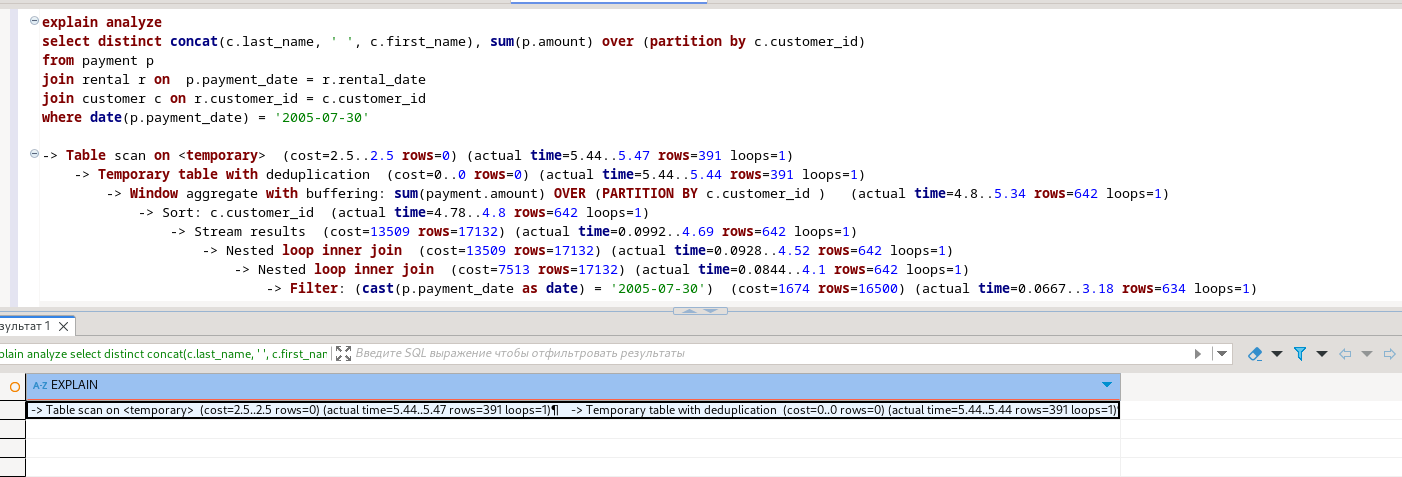 explain analyze
select distinct concat(c.last_name, ' ', c.first_name), sum(p.amount) over (partition by c.customer_id)
from payment p
join rental r on  p.payment_date = r.rental_date
join customer c on r.customer_id = c.customer_id
where date(p.payment_date) = '2005-07-30'
-> Table scan on <temporary>  (cost=2.5..2.5 rows=0) (actual time=5.44..5.47 rows=391 loops=1)
-> Temporary table with deduplication  (cost=0..0 rows=0) (actual time=5.44..5.44 rows=391 loops=1)
-> Window aggregate with buffering: sum(payment.amount) OVER (PARTITION BY c.customer_id )   (actual time=4.8..5.34 rows=642 loops=1)
-> Sort: c.customer_id  (actual time=4.78..4.8 rows=642 loops=1)
-> Stream results  (cost=13509 rows=17132) (actual time=0.0992..4.69 rows=642 loops=1)
-> Nested loop inner join  (cost=13509 rows=17132) (actual time=0.0928..4.52 rows=642 loops=1)
-> Nested loop inner join  (cost=7513 rows=17132) (actual time=0.0844..4.1 rows=642 loops=1)
-> Filter: (cast(p.payment_date as date) = '2005-07-30')  (cost=1674 rows=16500) (actual time=0.0667..3.18 rows=634 loops=1)
зультат 1
plain analyze select distinct concat(c.last_name, ' ', c.first_nar Введите SQL выражение чтобы отфильтровать результаты
A-Z EXPLAIN
-> Table scan on <temporary>  (cost=2.5..2.5 rows=0) (actual time=5.44..5.47 rows=391 loops=1)¶    -> Temporary table with deduplication  (cost=0..0 rows=0) (actual time=5.44..5.44 rows=391 loops=1)